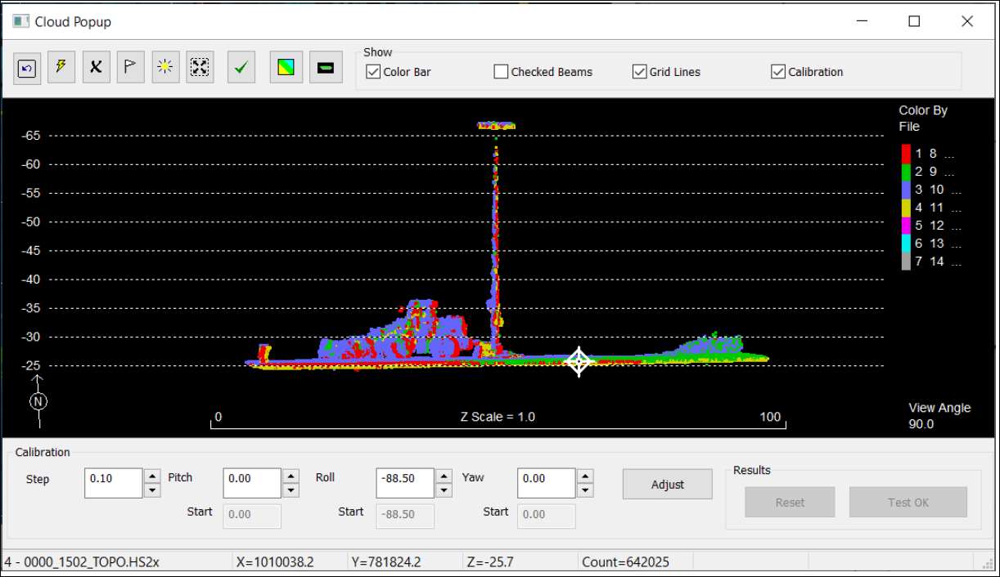 Cloud Popup
Show
Color Bar
Checked Beams
Grid Lines
Calibration
Color By
File
1 8 ...
2 9 ...
3 10 ...
4 11 ...
5 12 ...
6 13 ...
7 14 ...
-65
-60
-55
-50
-45
-40
-35
-30
-25
N
0
Z Scale = 1.0
100
View Angle
90.0
Calibration
Step
0.10
Pitch
0.00
Roll
-88.50
Yaw
0.00
Adjust
Start
0.00
Start
-88.50
Start
0.00
Results
Reset
Test OK
4 - 0000_1502_TOPO.HS2x
X=1010038.2
Y=781824.2
Z=-25.7
Count=642025